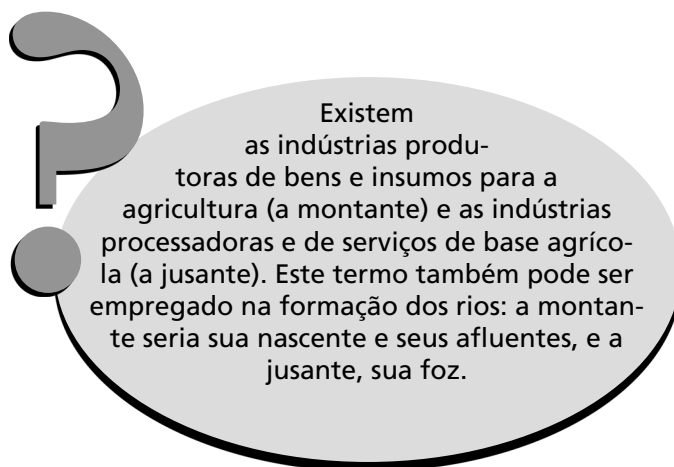 Existem
as indústrias produ-
toras de bens e insumos para a
agricultura (a montante) e as indústrias
processadoras e de serviços de base agríco-
la (a jusante). Este termo também pode ser
empregado na formação dos rios: a montan-
te seria sua nascente e seus afluentes, e a
jusante, sua foz.